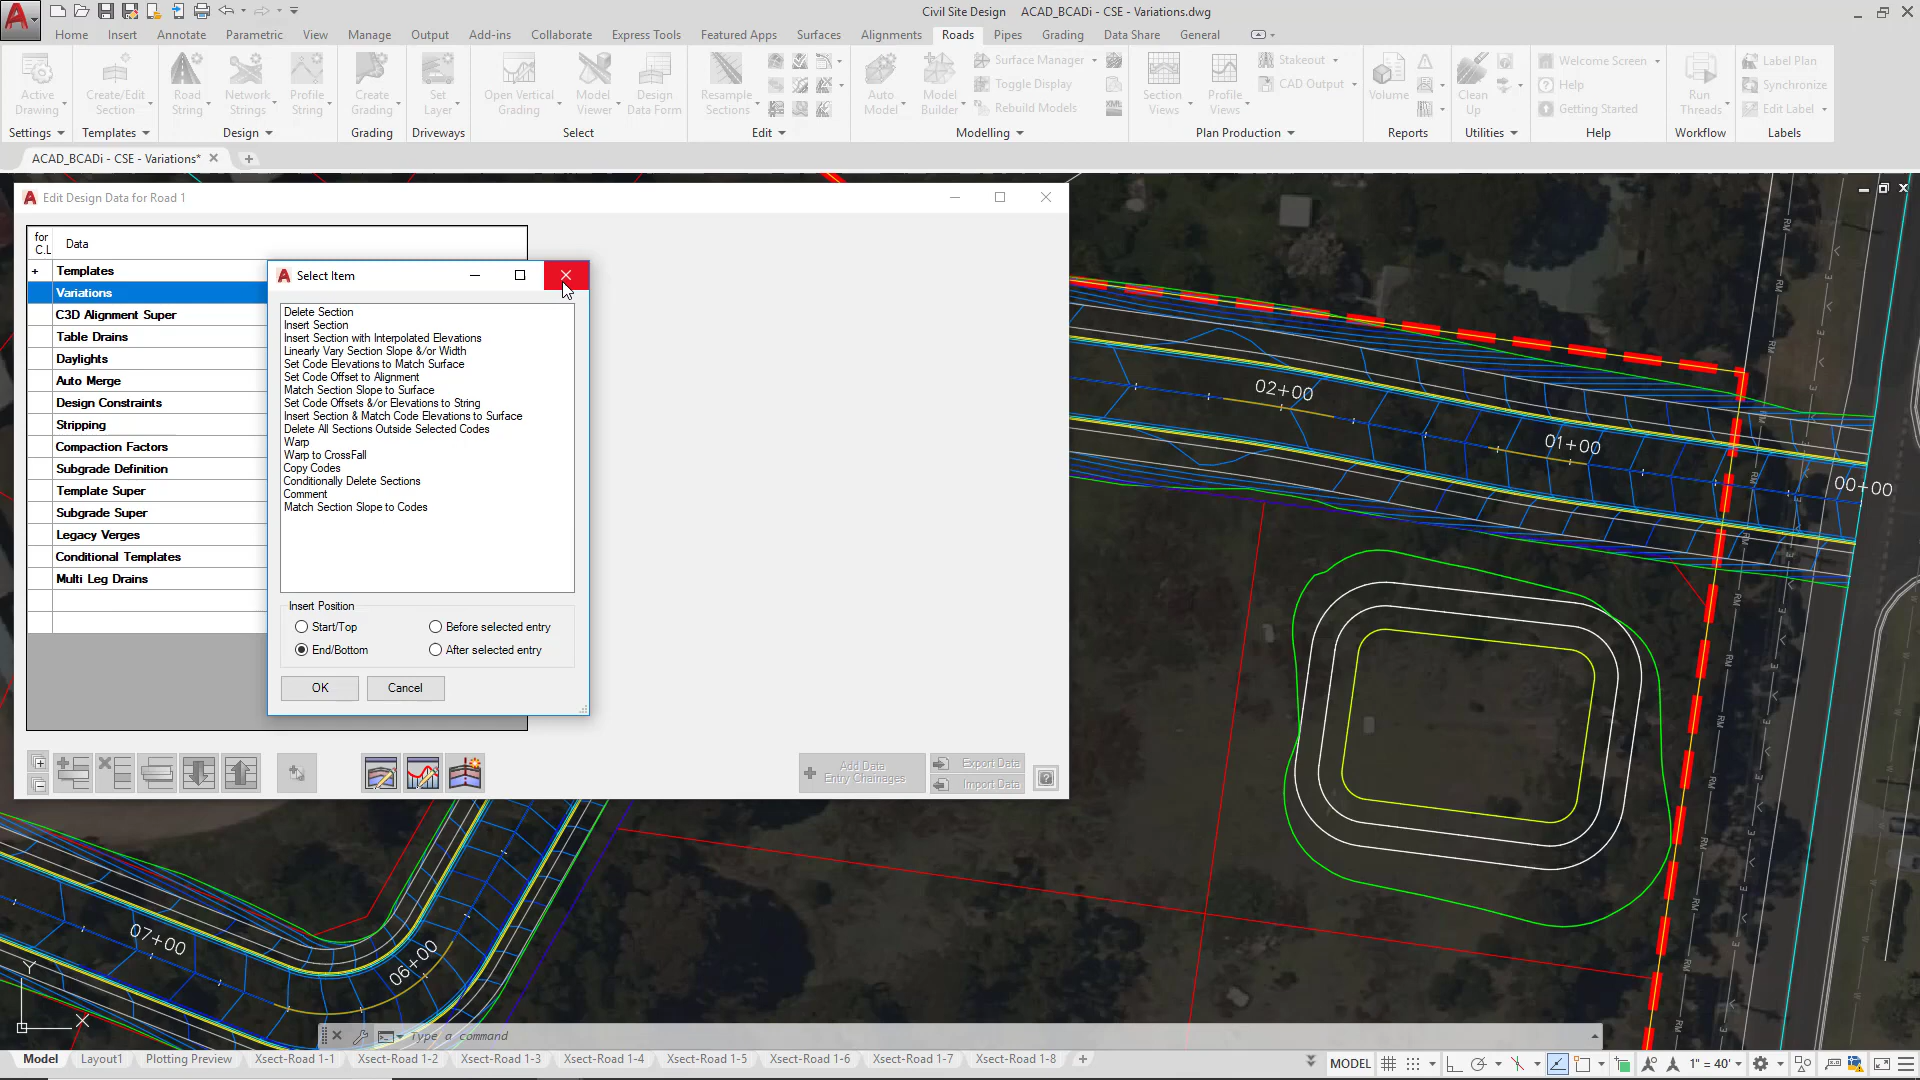 Civil Site Design ACAD_BCADi - CSE - Variations.dwg
Home Insert Annotate Parametric View Manage Output Add-ins Collaborate Express Tools Featured Apps Surfaces Alignments Roads Pipes Grading Data Share General
Active Drawing
Create/Edit Section
Road String
Network Strings
Profile String
Create Grading
Set Layer
Open Vertical Grading
Model Viewer
Design Data Form
Resample Sections
Auto Model
Model Builder
Surface Manager
Toggle Display
Rebuild Models
Section Views
Profile Views
Stakeout
CAD Output
Volume
Clean Up
Welcome Screen
Help
Getting Started
Run Threads
Label Plan
Synchronize
Edit Label
Settings Templates Design Grading Driveways Select Edit Modelling Plan Production Reports Utilities Help Workflow Labels
ACAD_BCADi - CSE - Variations*
Edit Design Data for Road 1
for C.L
Data
+ Templates
Variations
C3D Alignment Super
Table Drains
Daylights
Auto Merge
Design Constraints
Stripping
Compaction Factors
Subgrade Definition
Template Super
Subgrade Super
Legacy Verges
Conditional Templates
Multi Leg Drains
Select Item
Delete Section
Insert Section
Insert Section with Interpolated Elevations
Linearly Vary Section Slope &/or Width
Set Code Elevations to Match Surface
Set Code Offset to Alignment
Match Section Slope to Surface
Set Code Offsets &/or Elevations to String
Insert Section & Match Code Elevations to Surface
Delete All Sections Outside Selected Codes
Warp
Warp to CrossFall
Copy Codes
Conditionally Delete Sections
Comment
Match Section Slope to Codes
Insert Position
Start/Top Before selected entry
End/Bottom After selected entry
OK Cancel
Add Data Entry Chainages
Export Data
Import Data
02+00
01+00
00+00
07+00
06+00
RM
RM
RM
RM
RM
RM
RM
RM
RM
E
E
E
E
E
E
Y
X
Type a command
Model Layout1 Plotting Preview Xsect-Road 1-1 Xsect-Road 1-2 Xsect-Road 1-3 Xsect-Road 1-4 Xsect-Road 1-5 Xsect-Road 1-6 Xsect-Road 1-7 Xsect-Road 1-8 +
MODEL 1" = 40'